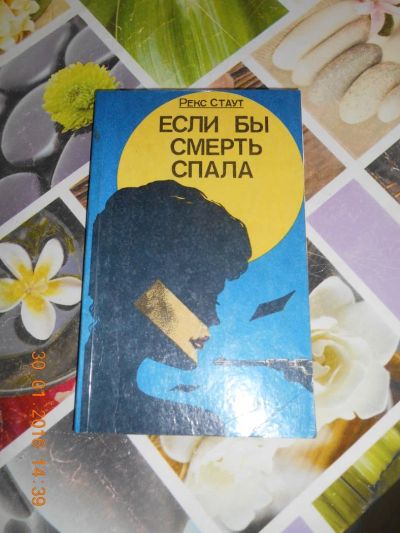 Рекс Стаут
ЕСЛИ БЫ
СМЕРТЬ
СПАЛА
30 01 2016 14:39